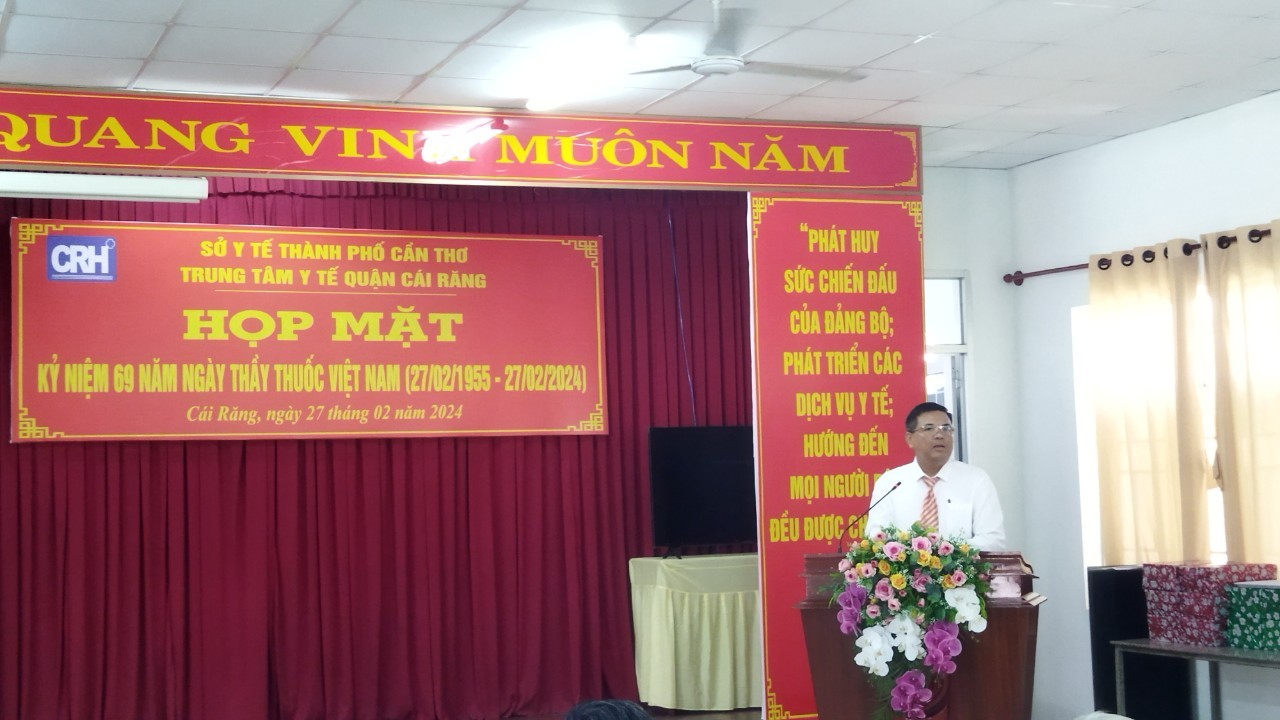 QUANG VINH MUÔN NĂM
CRH
SỞ Y TẾ THÀNH PHỐ CẦN THƠ
TRUNG TÂM Y TẾ QUẬN CÁI RĂNG
HỌP MẶT
KỶ NIỆM 69 NĂM NGÀY THẦY THUỐC VIỆT NAM (27/02/1955 - 27/02/2024)
Cái Răng, ngày 27 tháng 02 năm 2024
“PHÁT HUY
SỨC CHIẾN ĐẤU
CỦA ĐẢNG BỘ;
PHÁT TRIỂN CÁC
DỊCH VỤ Y TẾ;
HƯỚNG ĐẾN
MỌI NGƯỜI
ĐỀU ĐƯỢC